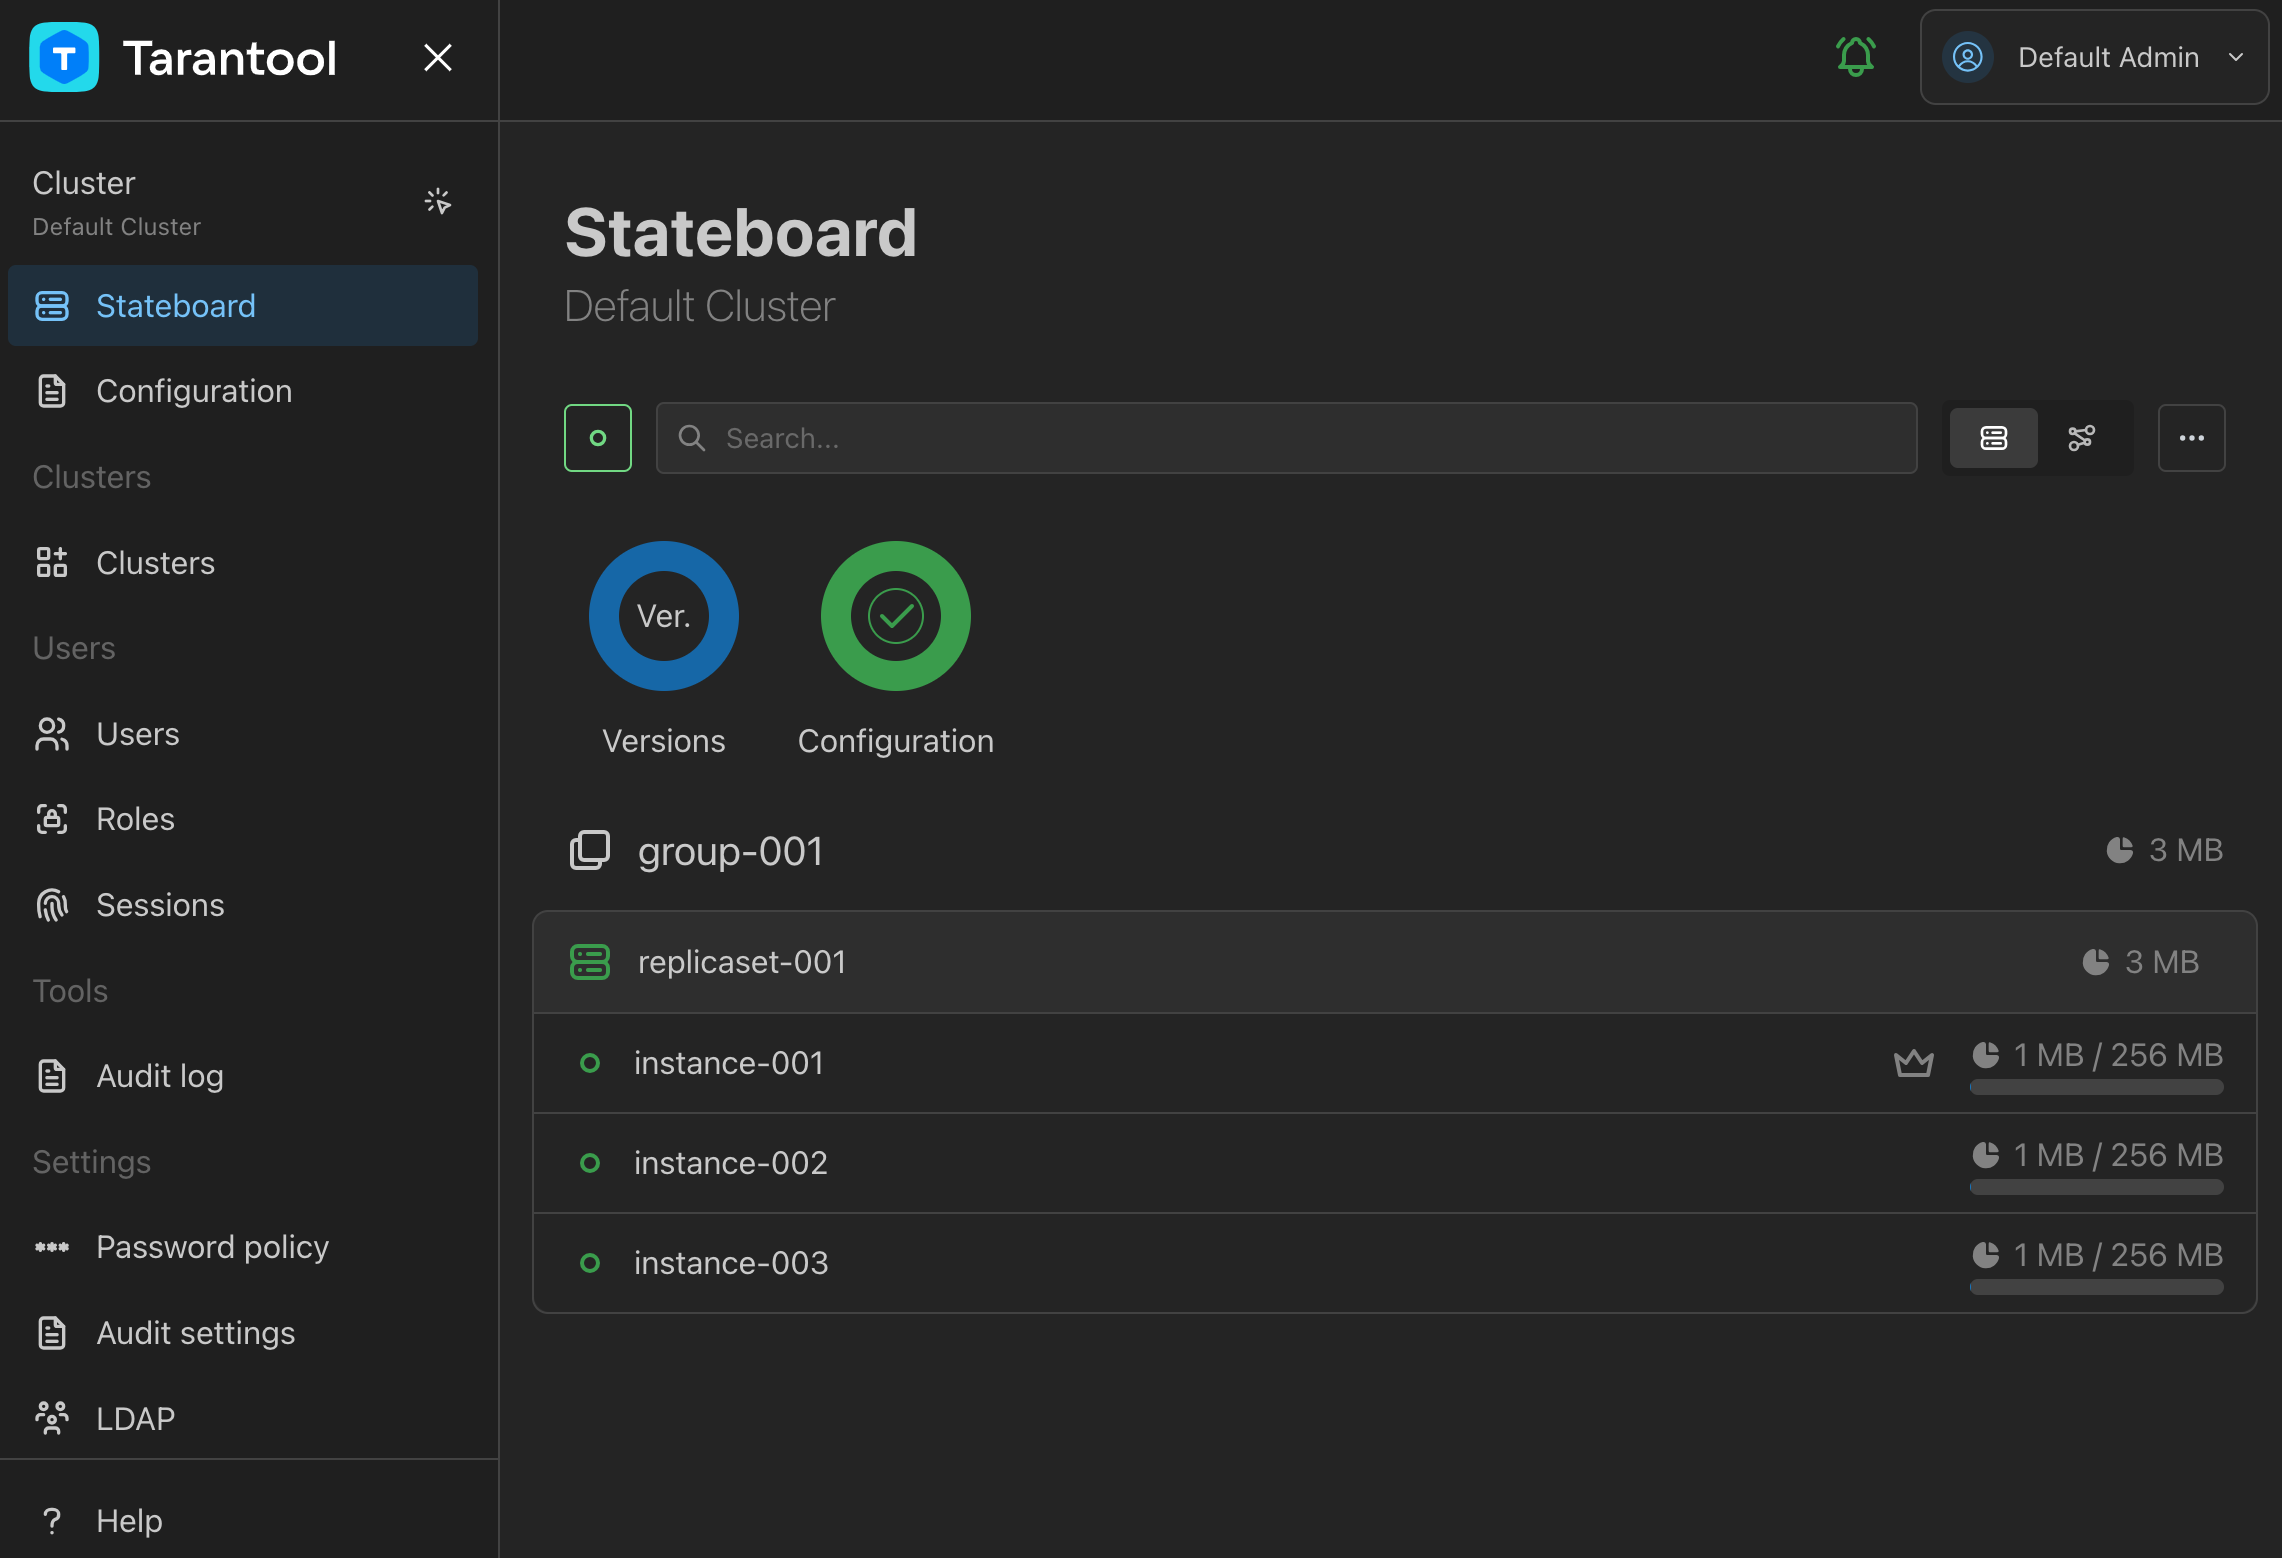 Tarantool
Default Admin
Cluster
Default Cluster
Stateboard
Configuration
Clusters
Clusters
Users
Users
Roles
Sessions
Tools
Audit log
Settings
Password policy
Audit settings
LDAP
Help
Stateboard
Default Cluster
Search...
Ver.
Versions
Configuration
group-001
3 MB
replicaset-001
3 MB
instance-001
1 MB / 256 MB
instance-002
1 MB / 256 MB
instance-003
1 MB / 256 MB